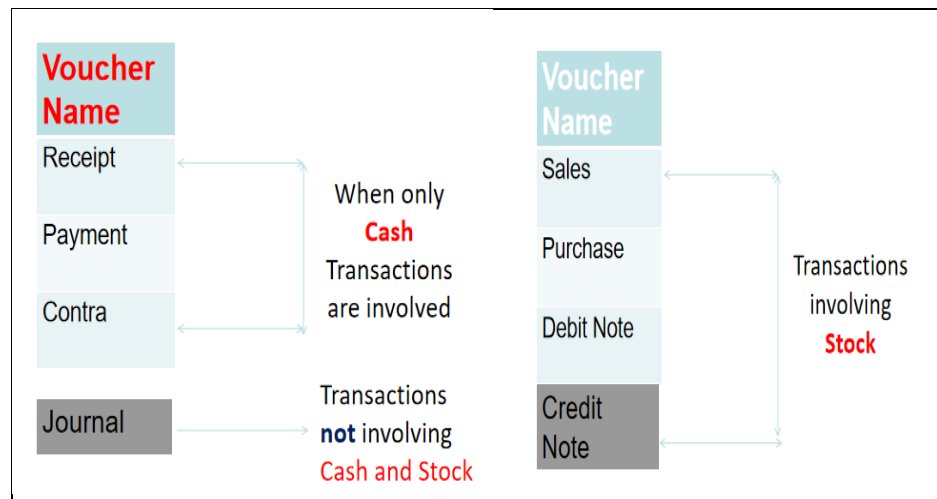 Voucher
Name
Receipt
Payment
Contra
Journal
When only
Cash
Transactions
are involved
Transactions
not involving
Cash and Stock
Voucher
Name
Sales
Purchase
Debit Note
Credit
Note
Transactions
involving
Stock